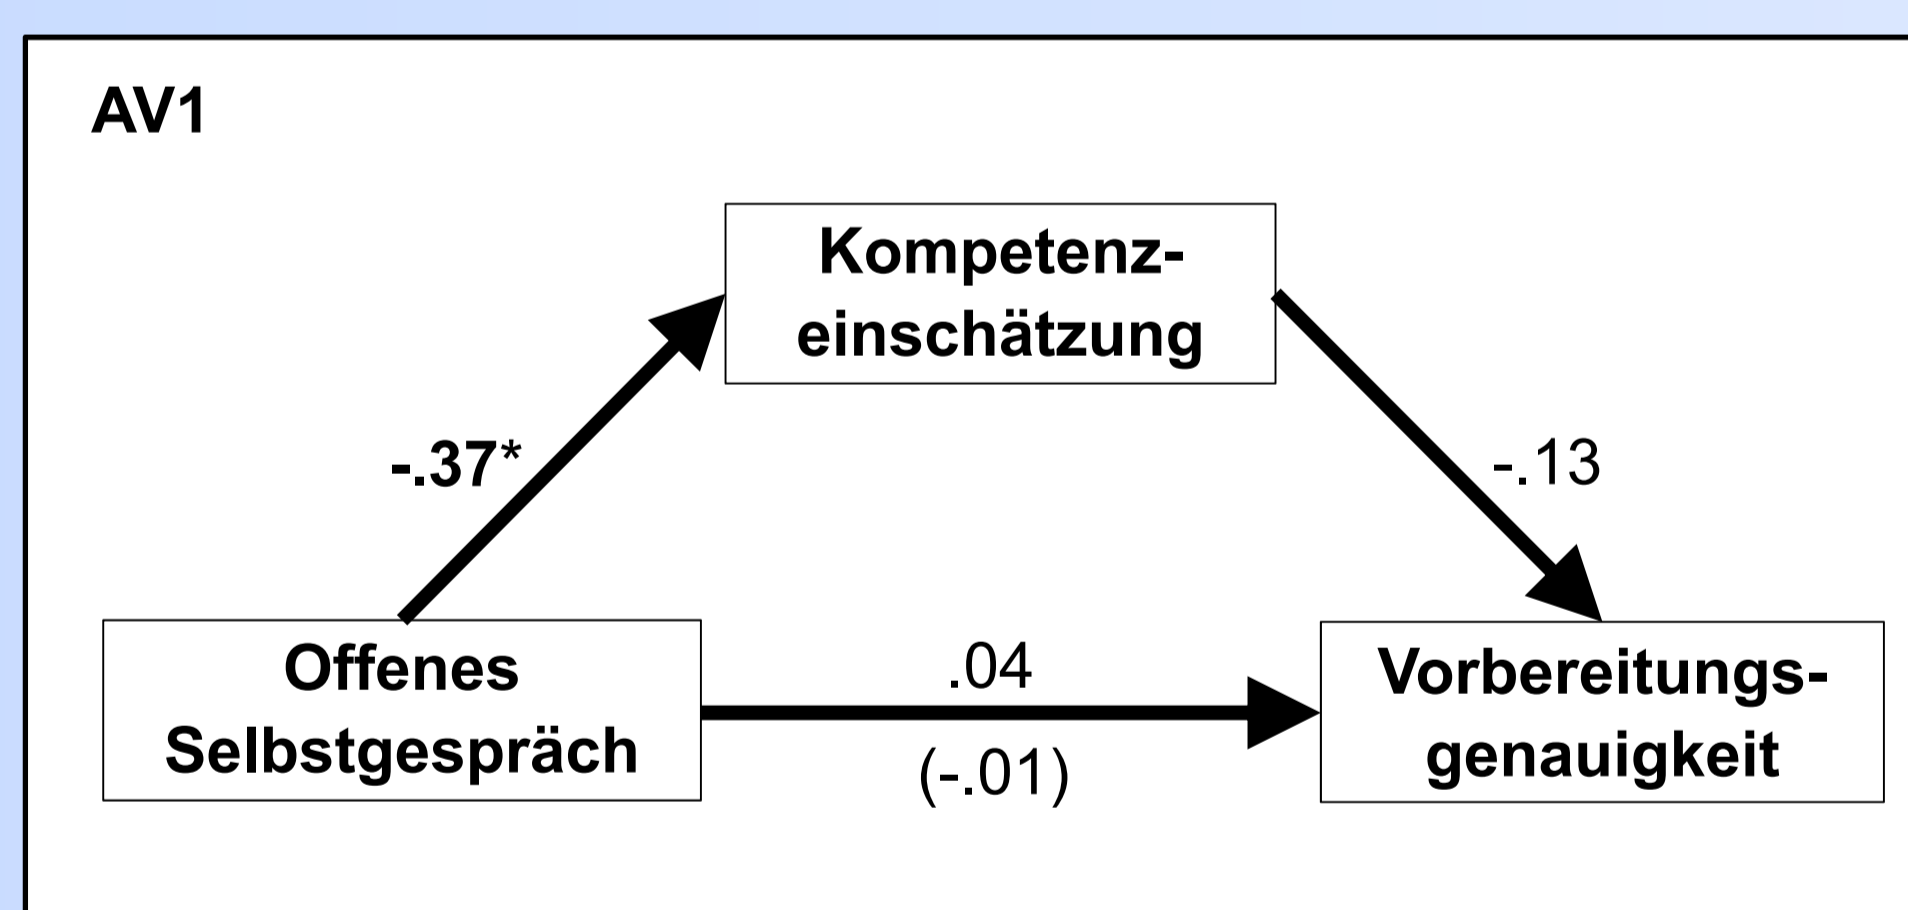 AV1
Kompetenz-
einschätzung
-.37*
-.13
Offenes
Selbstgespräch
.04
(-.01)
Vorbereitungs-
genauigkeit